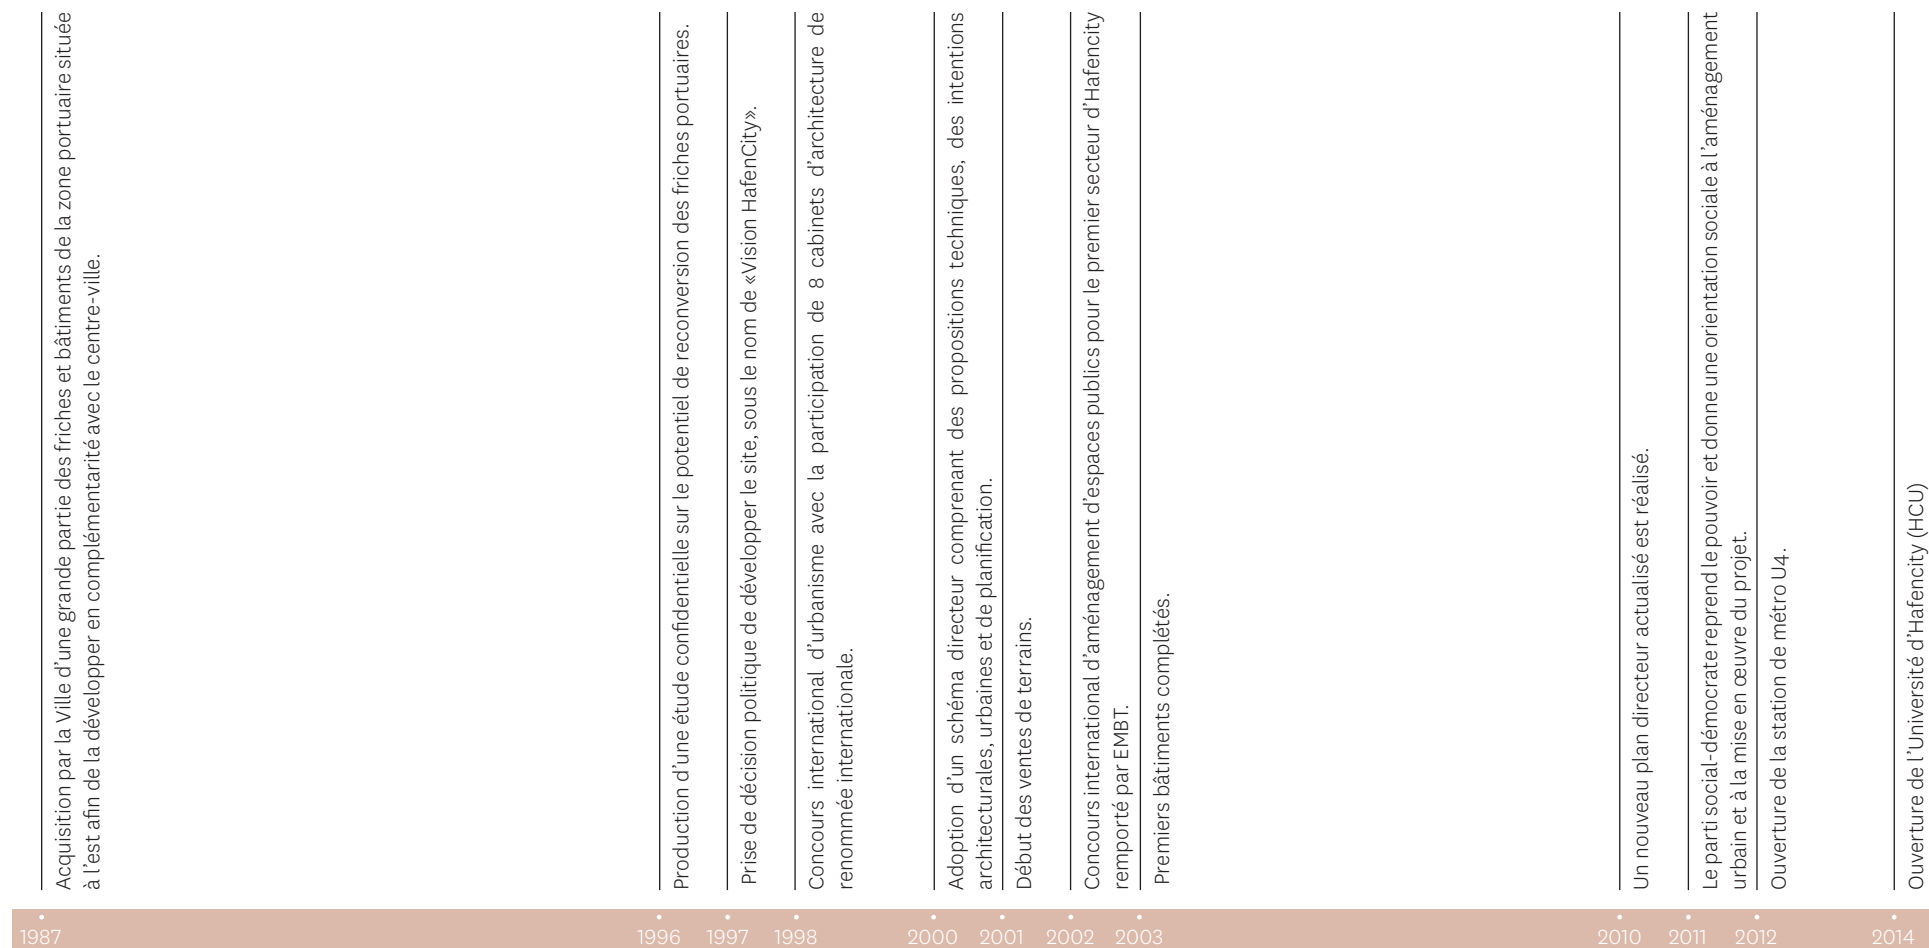 Acquisition par la Ville d'une grande partie des friches et bâtiments de la zone portuaire située
à l'est afin de la développer en complémentarité avec le centre-ville.
Production d'une étude confidentielle sur le potentiel de reconversion des friches portuaires.
Prise de décision politique de développer le site, sous le nom de «Vision HafenCity».
Concours international d'urbanisme avec la participation de 8 cabinets d'architecture de
renommée internationale.
Adoption d'un schéma directeur comprenant des propositions techniques, des intentions
architecturales, urbaines et de planification.
Début des ventes de terrains.
Concours international d'aménagement d'espaces publics pour le premier secteur d'Hafencity
remporté par EMBT.
Premiers bâtiments complétés.
Un nouveau plan directeur actualisé est réalisé.
Le parti social-démocrate reprend le pouvoir et donne une orientation sociale à l'aménagement
urbain et à la mise en œuvre du projet.
Ouverture de la station de métro U4.
Ouverture de l'Université d'Hafencity (HCU)
1987 1996 1997 1998 2000 2001 2002 2003 2010 2011 2012 2014